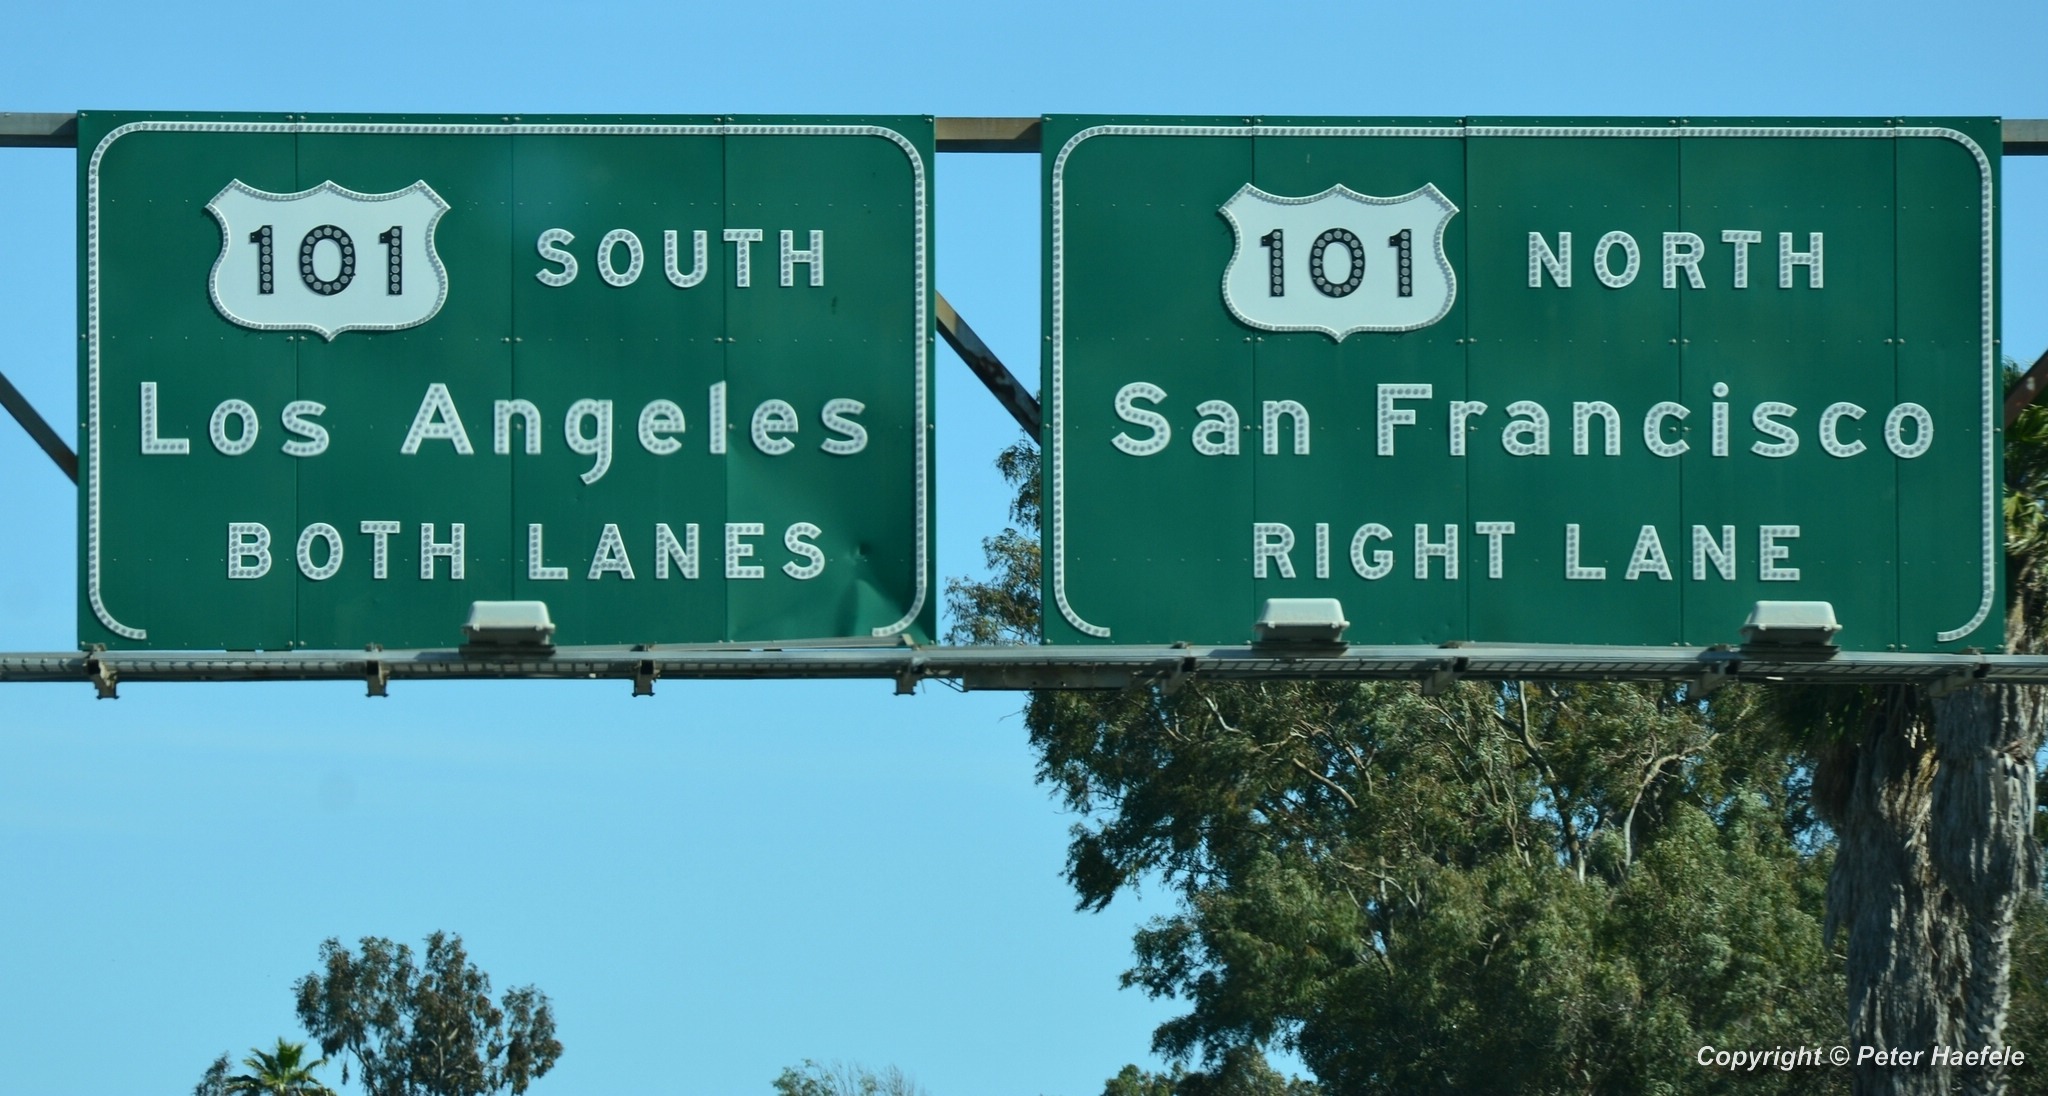 101 SOUTH
Los Angeles
BOTH LANES
101 NORTH
San Francisco
RIGHT LANE
Copyright © Peter Haefele